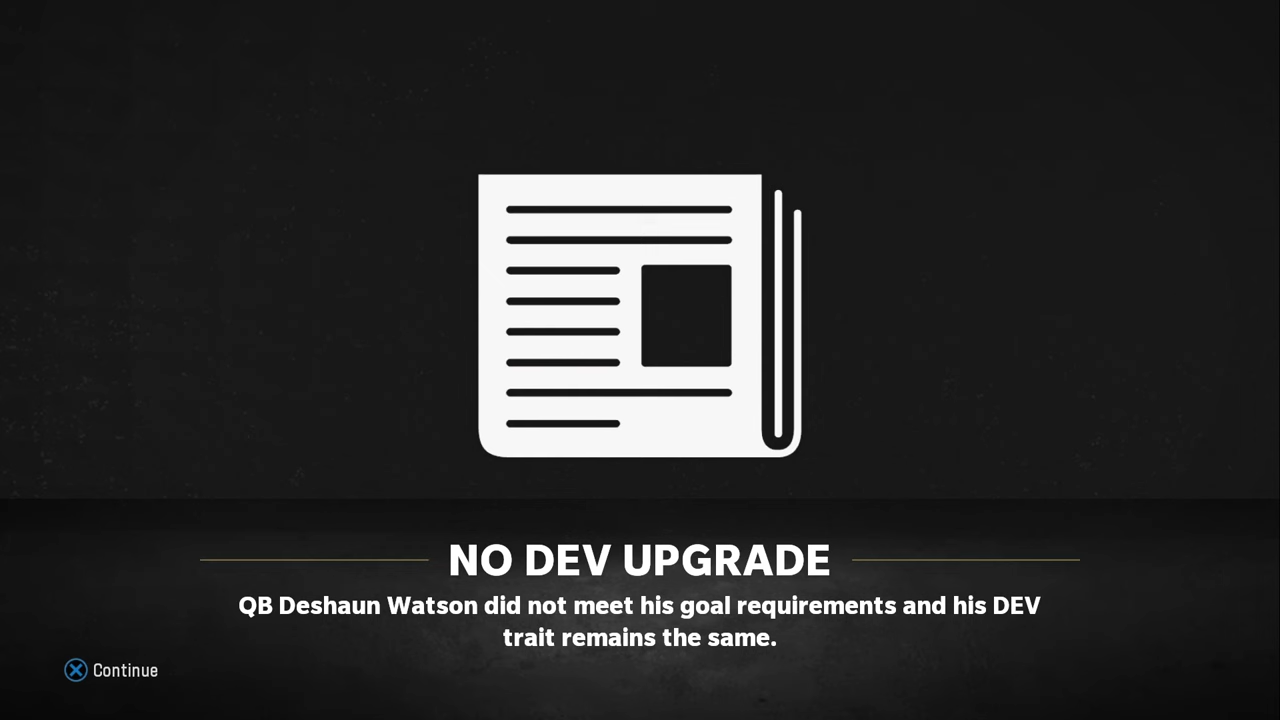 NO DEV UPGRADE
QB Deshaun Watson did not meet his goal requirements and his DEV
trait remains the same.
Continue